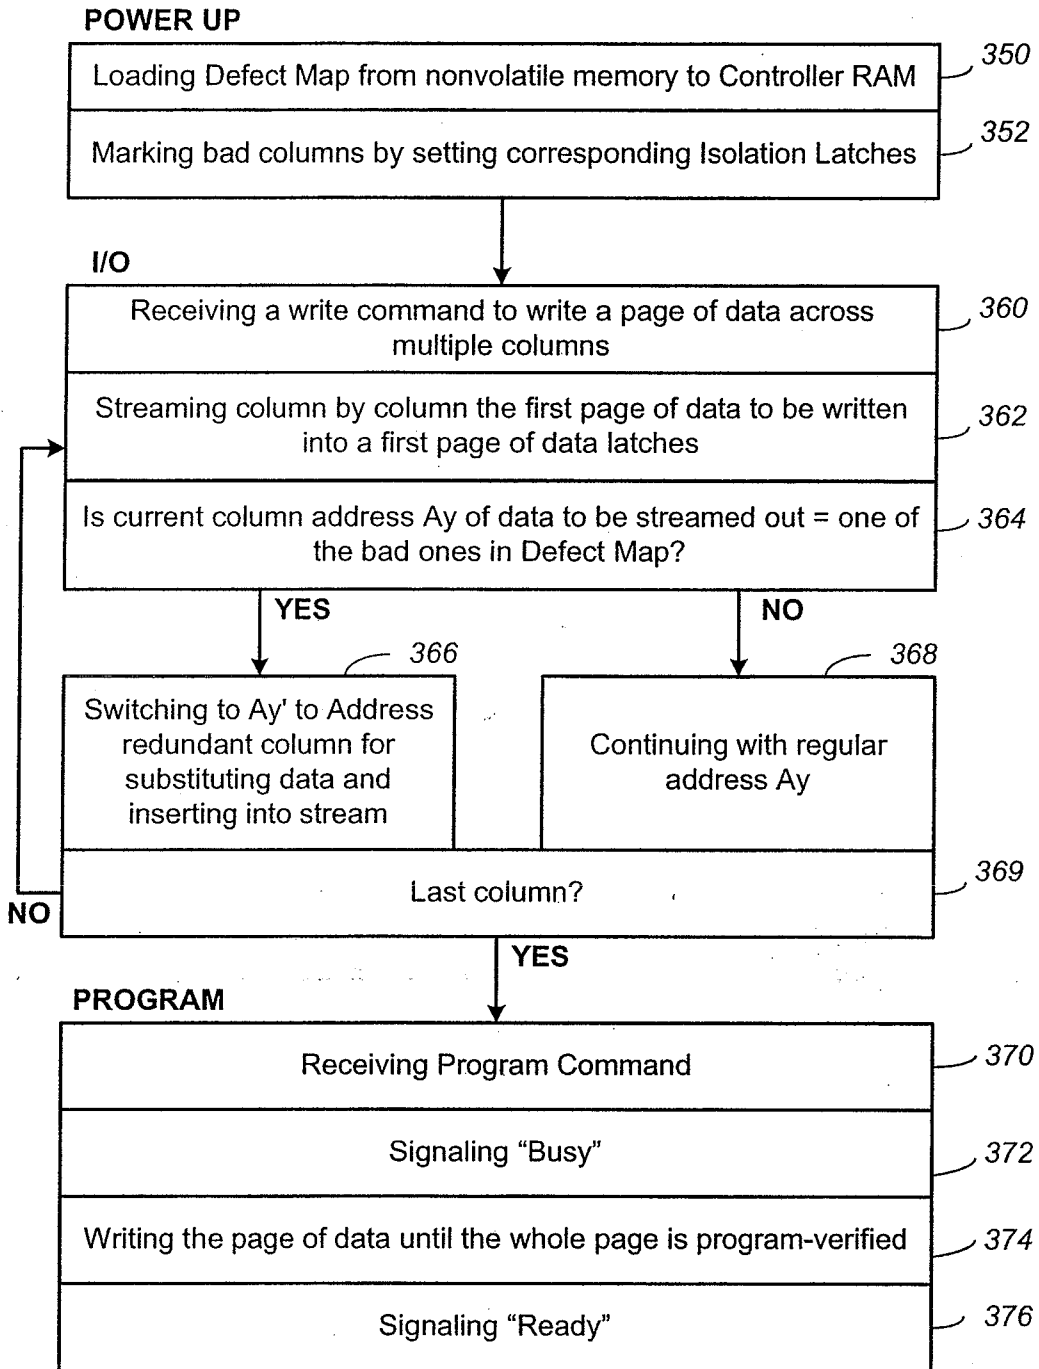 POWER UP
Loading Defect Map from nonvolatile memory to Controller RAM
350
Marking bad columns by setting corresponding Isolation Latches
352
I/O
Receiving a write command to write a page of data across
multiple columns
360
Streaming column by column the first page of data to be written
into a first page of data latches
362
Is current column address Ay of data to be streamed out = one of
the bad ones in Defect Map?
364
YES
NO
366
Switching to Ay' to Address
redundant column for
substituting data and
inserting into stream
368
Continuing with regular
address Ay
Last column?
369
NO
YES
PROGRAM
Receiving Program Command
370
Signaling “Busy”
372
Writing the page of data until the whole page is program-verified
374
Signaling “Ready”
376